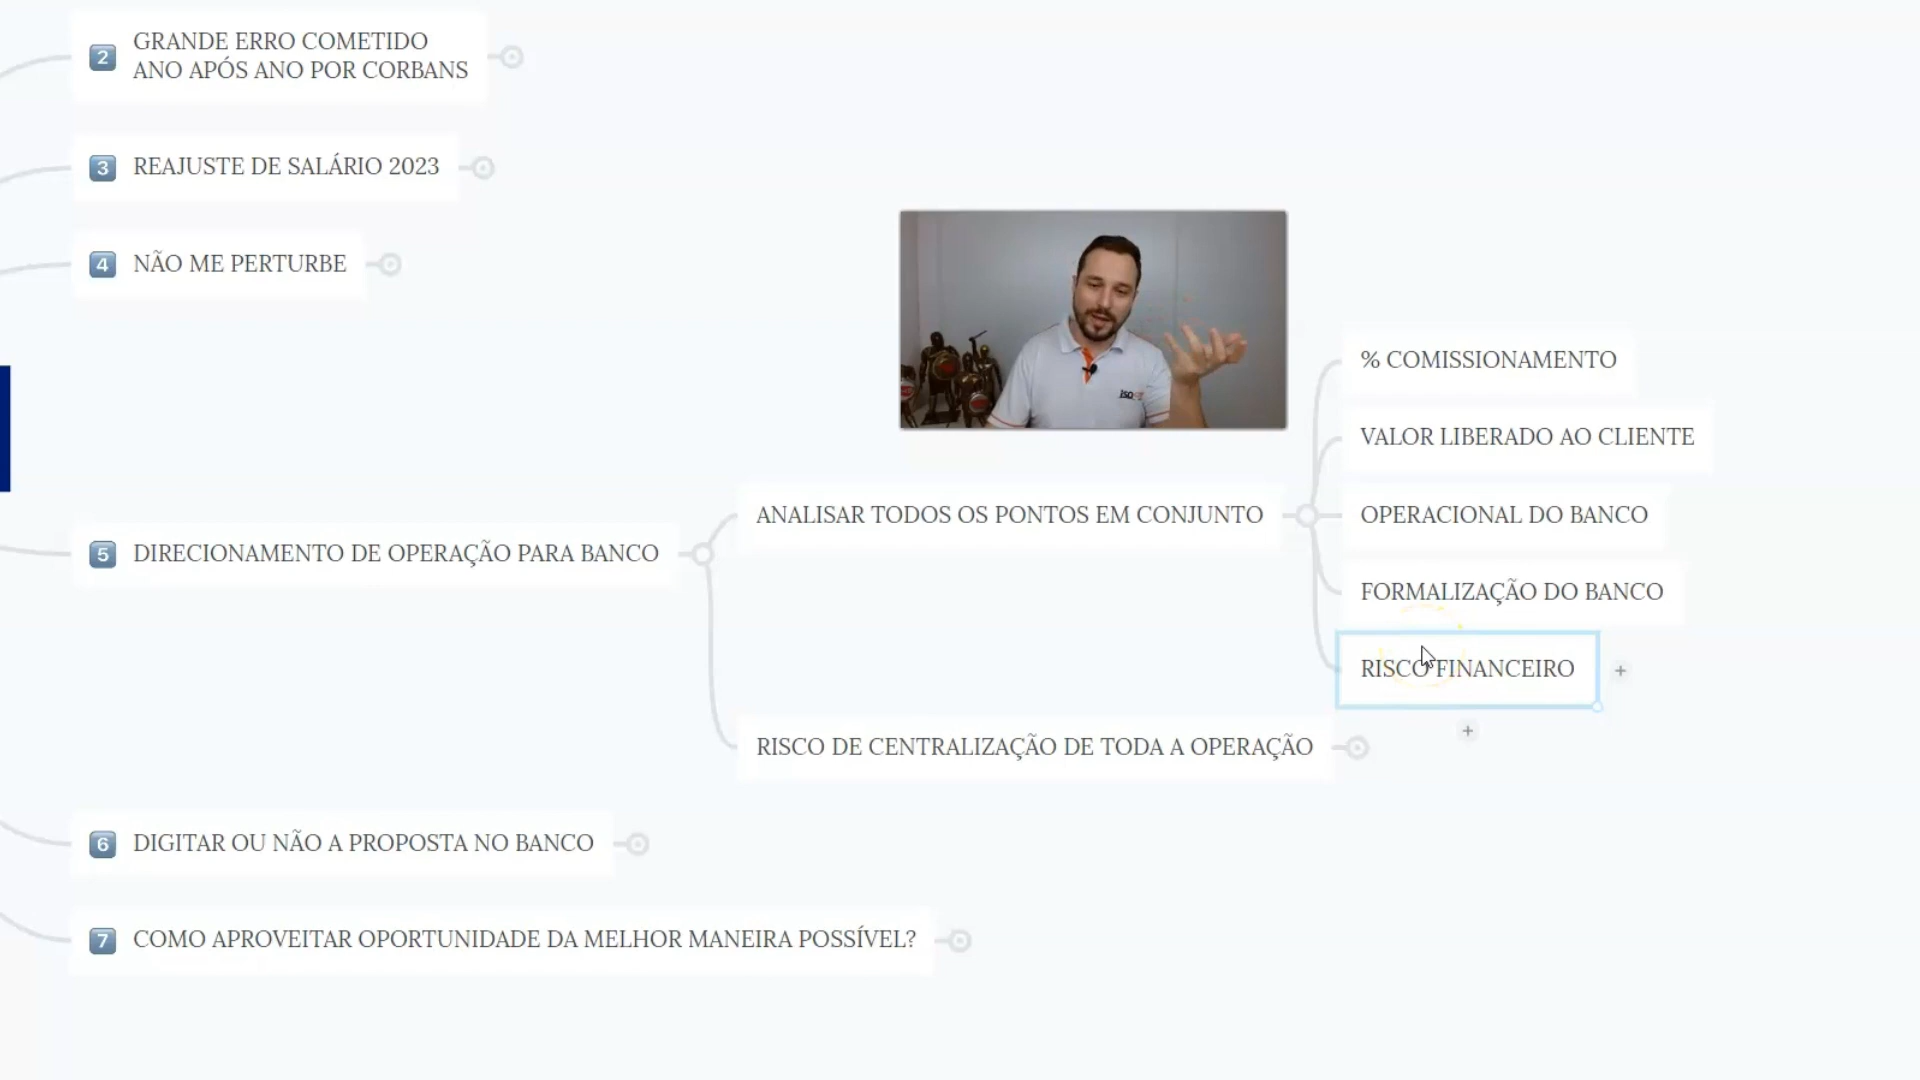 2 GRANDE ERRO COMETIDO
ANO APÓS ANO POR CORBANS
3 REAJUSTE DE SALÁRIO 2023
4 NÃO ME PERTURBE
5 DIRECIONAMENTO DE OPERAÇÃO PARA BANCO
ANALISAR TODOS OS PONTOS EM CONJUNTO
% COMISSIONAMENTO
VALOR LIBERADO AO CLIENTE
OPERACIONAL DO BANCO
FORMALIZAÇÃO DO BANCO
RISCO FINANCEIRO
RISCO DE CENTRALIZAÇÃO DE TODA A OPERAÇÃO
6 DIGITAR OU NÃO A PROPOSTA NO BANCO
7 COMO APROVEITAR OPORTUNIDADE DA MELHOR MANEIRA POSSÍVEL?